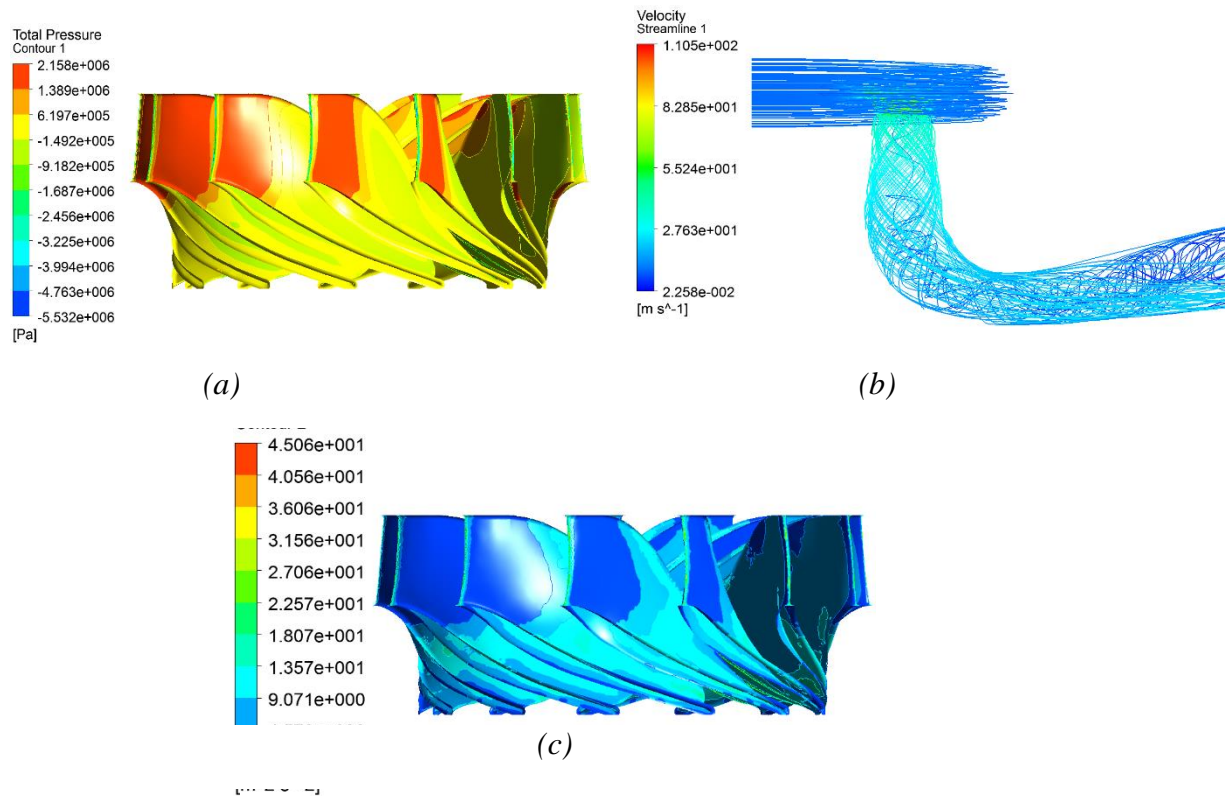 Total Pressure
Contour 1
2.158e+006
1.389e+006
6.197e+005
-1.492e+005
-9.182e+005
-1.687e+006
-2.456e+006
-3.225e+006
-3.994e+006
-4.763e+006
-5.532e+006
[Pa]
(a)
Velocity
Streamline 1
1.105e+002
8.285e+001
5.524e+001
2.763e+001
2.258e-002
[m s^-1]
(b)
4.506e+001
4.056e+001
3.606e+001
3.156e+001
2.706e+001
2.257e+001
1.807e+001
1.357e+001
9.071e+000
(c)